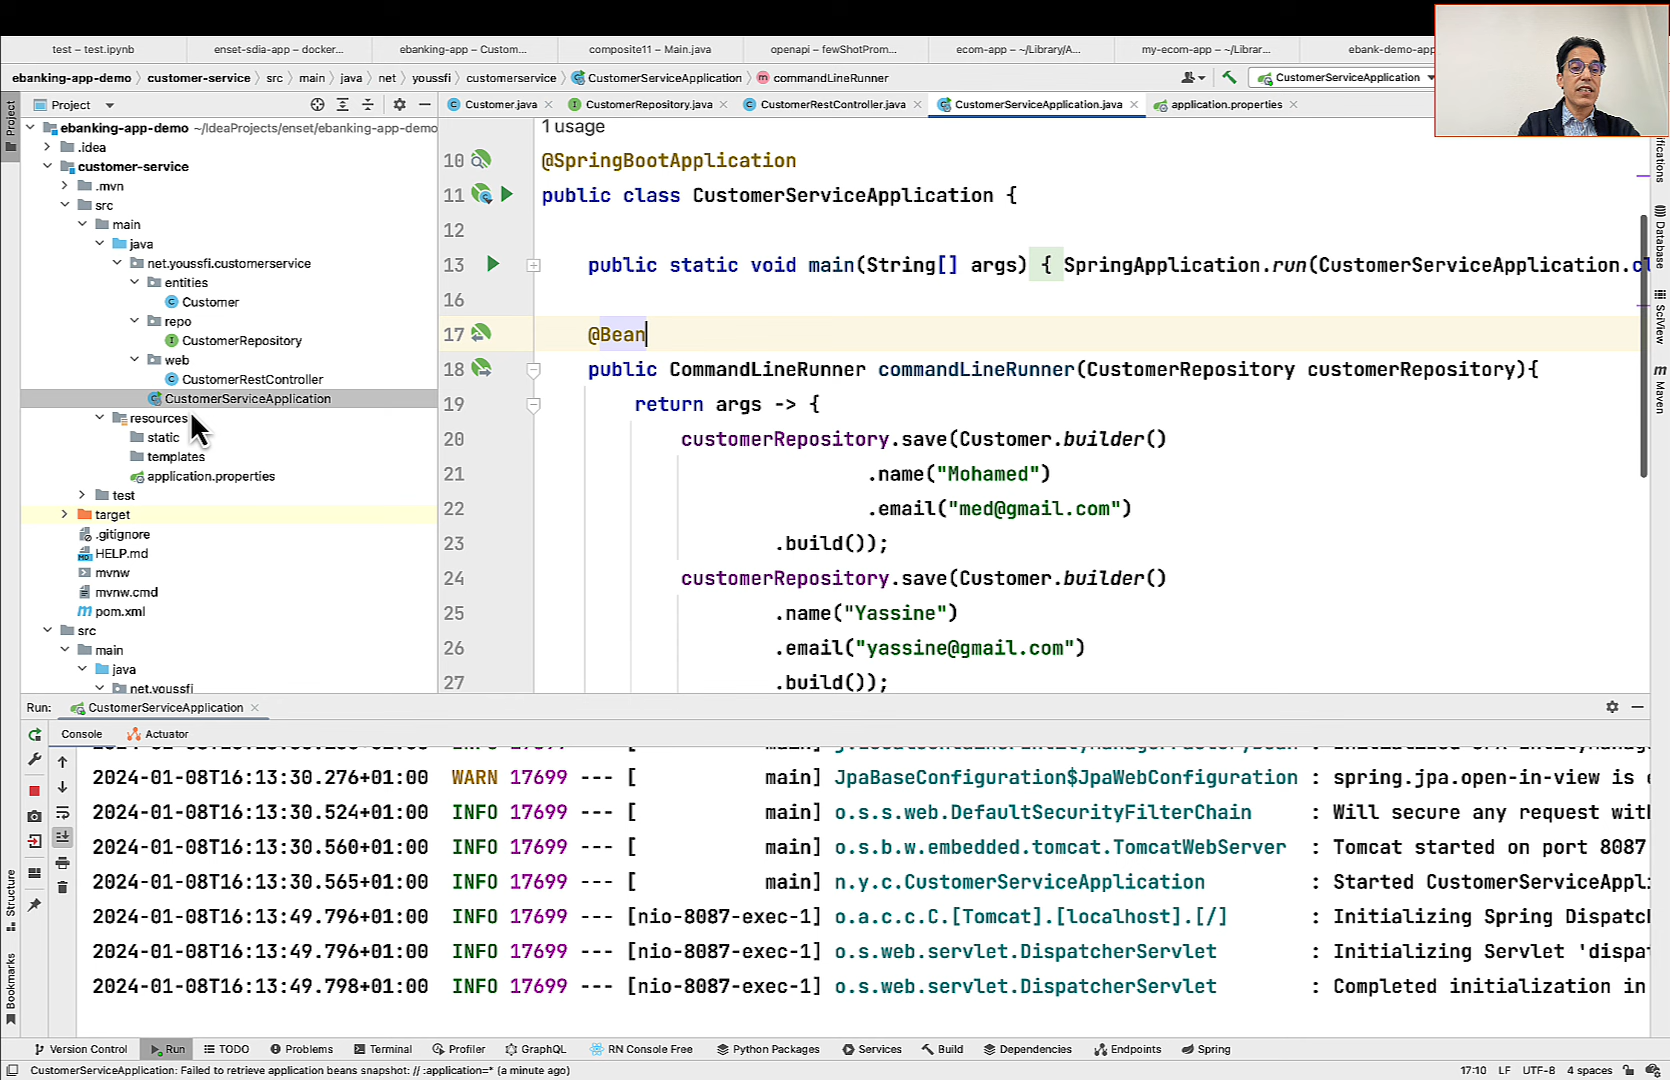 test – test.ipynb
enset-sdia-app – docker...
ebanking-app – Custom...
composite11 – Main.java
openapi – fewShotProm...
ecom-app – ~/Library/A...
my-ecom-app – ~/Librar...
ebank-demo-app
ebanking-app-demo › customer-service › src › main › java › net › youssfi › customerservice › CustomerServiceApplication › commandLineRunner
CustomerServiceApplication
Project
Customer.java
CustomerRepository.java
CustomerRestController.java
CustomerServiceApplication.java
application.properties
Project
ebanking-app-demo ~/IdeaProjects/enset/ebanking-app-demo
.idea
customer-service
.mvn
src
main
java
net.youssfi.customerservice
entities
Customer
repo
CustomerRepository
web
CustomerRestController
CustomerServiceApplication
resources
static
templates
application.properties
test
target
.gitignore
HELP.md
mvnw
mvnw.cmd
pom.xml
src
main
java
net.youssfi
1 usage
10 @SpringBootApplication
11 public class CustomerServiceApplication {
12
13 public static void main(String[] args) { SpringApplication.run(CustomerServiceApplication.cl
16
17 @Bean
18 public CommandLineRunner commandLineRunner(CustomerRepository customerRepository){
19 return args -> {
20 customerRepository.save(Customer.builder()
21 .name("Mohamed")
22 .email("med@gmail.com")
23 .build());
24 customerRepository.save(Customer.builder()
25 .name("Yassine")
26 .email("yassine@gmail.com")
27 .build());
Database
SciView
Maven
Run: CustomerServiceApplication
Console Actuator
2024-01-08T16:13:30.276+01:00 WARN 17699 --- [ main] JpaBaseConfiguration$JpaWebConfiguration : spring.jpa.open-in-view is
2024-01-08T16:13:30.524+01:00 INFO 17699 --- [ main] o.s.s.web.DefaultSecurityFilterChain : Will secure any request wit
2024-01-08T16:13:30.560+01:00 INFO 17699 --- [ main] o.s.b.w.embedded.tomcat.TomcatWebServer : Tomcat started on port 8087
2024-01-08T16:13:30.565+01:00 INFO 17699 --- [ main] n.y.c.CustomerServiceApplication : Started CustomerServiceAppl
2024-01-08T16:13:49.796+01:00 INFO 17699 --- [nio-8087-exec-1] o.a.c.c.C.[Tomcat].[localhost].[/] : Initializing Spring Dispatc
2024-01-08T16:13:49.796+01:00 INFO 17699 --- [nio-8087-exec-1] o.s.web.servlet.DispatcherServlet : Initializing Servlet 'dispa
2024-01-08T16:13:49.798+01:00 INFO 17699 --- [nio-8087-exec-1] o.s.web.servlet.DispatcherServlet : Completed initialization in
Structure
Bookmarks
Version Control Run TODO Problems Terminal Profiler GraphQL RN Console Free Python Packages Services Build Dependencies Endpoints Spring
CustomerServiceApplication: Failed to retrieve application beans snapshot: // :application=* (a minute ago)
17:10 LF UTF-8 4 spaces